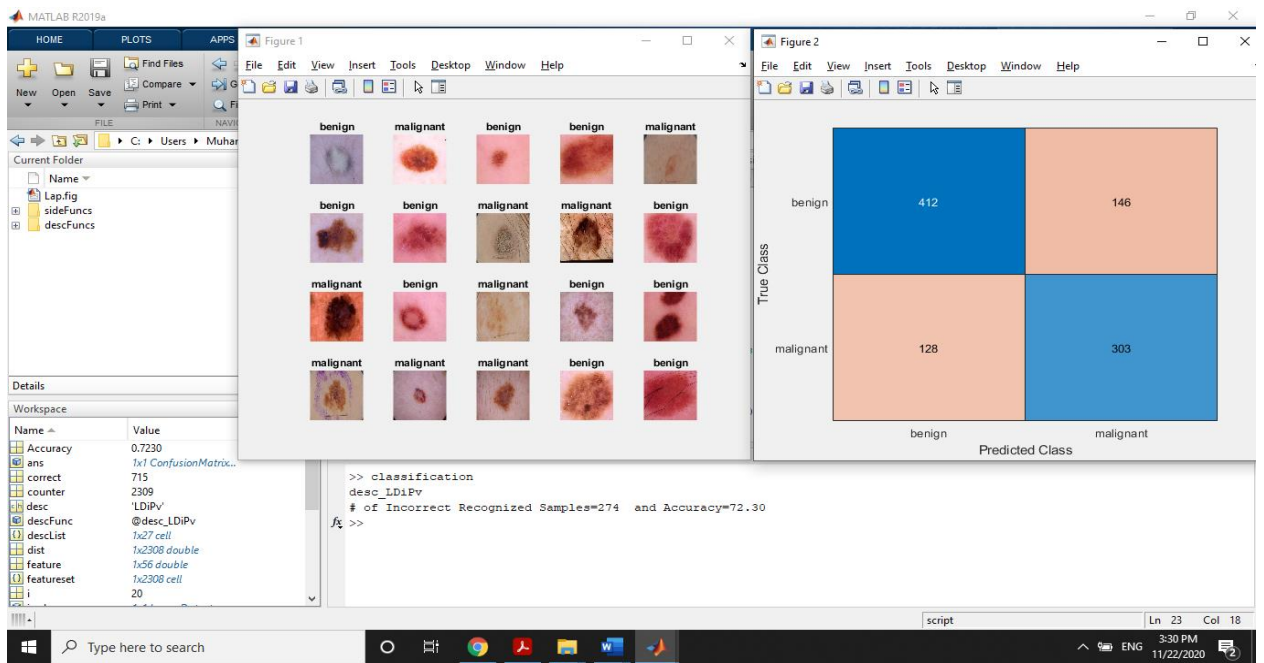 MATLAB R2019a
HOME PLOTS APPS
Find Files
New Open Save Compare
Print
FILE
C: ▸ Users ▸ Muhar
Current Folder
Name
Lap.fig
sideFuncs
descFuncs
Details
Workspace
Name Value
Accuracy 0.7230
ans 1x1 ConfusionMatrix...
correct 715
counter 2309
desc 'LDiPv'
descFunc @desc_LDiPv
descList 1x27 cell
dist 1x2308 double
feature 1x56 double
featureset 1x2308 cell
i 20
Figure 1
File Edit View Insert Tools Desktop Window Help
benign malignant benign benign malignant
benign benign malignant malignant benign
malignant benign malignant benign benign
malignant malignant malignant benign benign
Figure 2
File Edit View Insert Tools Desktop Window Help
True Class
benign 412 146
malignant 128 303
benign malignant
Predicted Class
>> classification
desc_LDiPv
# of Incorrect Recognized Samples=274 and Accuracy=72.30
fx >>
script Ln 23 Col 18
Type here to search
ENG
3:30 PM
11/22/2020
2